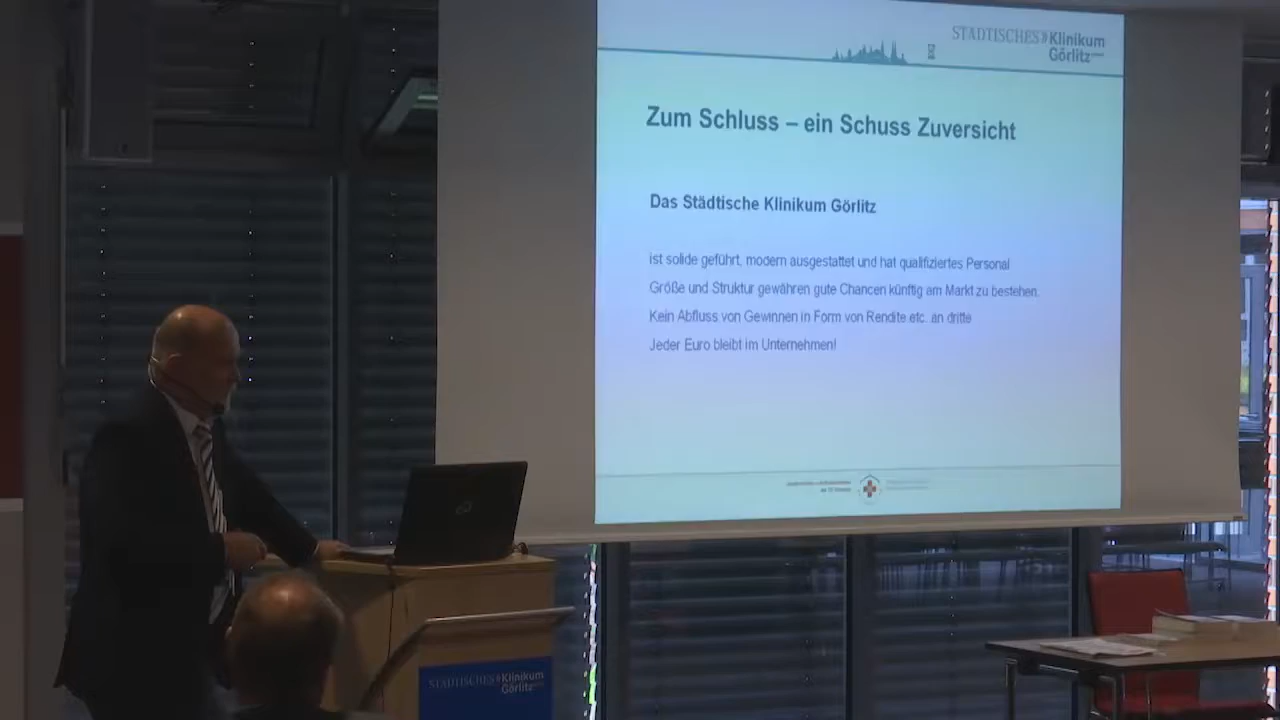 STÄDTISCHES Klinikum
Görlitz
Zum Schluss – ein Schuss Zuversicht
Das Städtische Klinikum Görlitz
ist solide geführt, modern ausgestattet und hat qualifiziertes Personal
Größe und Struktur gewähren gute Chancen künftig am Markt zu bestehen.
Kein Abfluss von Gewinnen in Form von Rendite etc. an dritte
Jeder Euro bleibt im Unternehmen!
STÄDTISCHES Klinikum
Görlitz